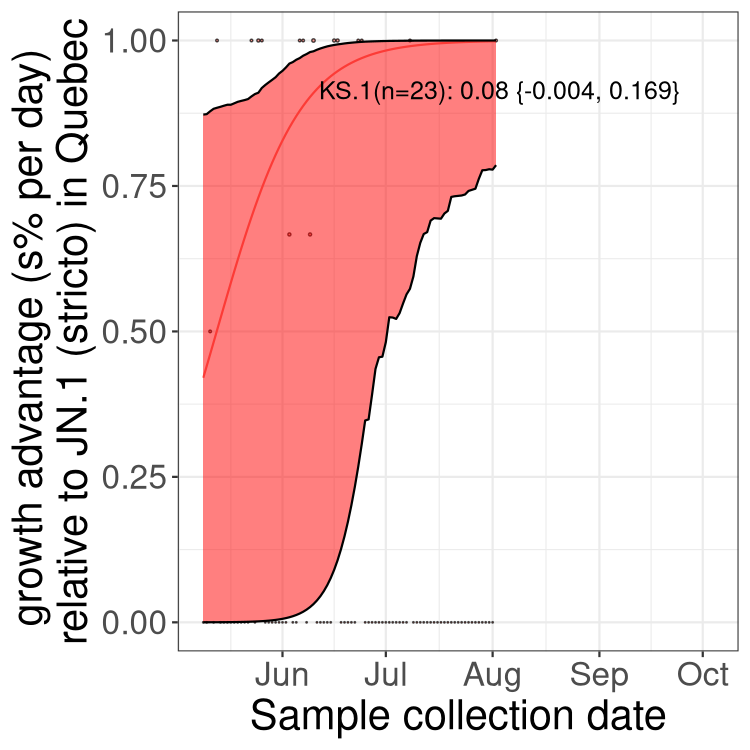 growth advantage (s% per day)
relative to JN.1 (stricto) in Quebec
1.00
0.75
0.50
0.25
0.00
KS.1(n=23): 0.08 {-0.004, 0.169}
Jun Jul Aug Sep Oct
Sample collection date